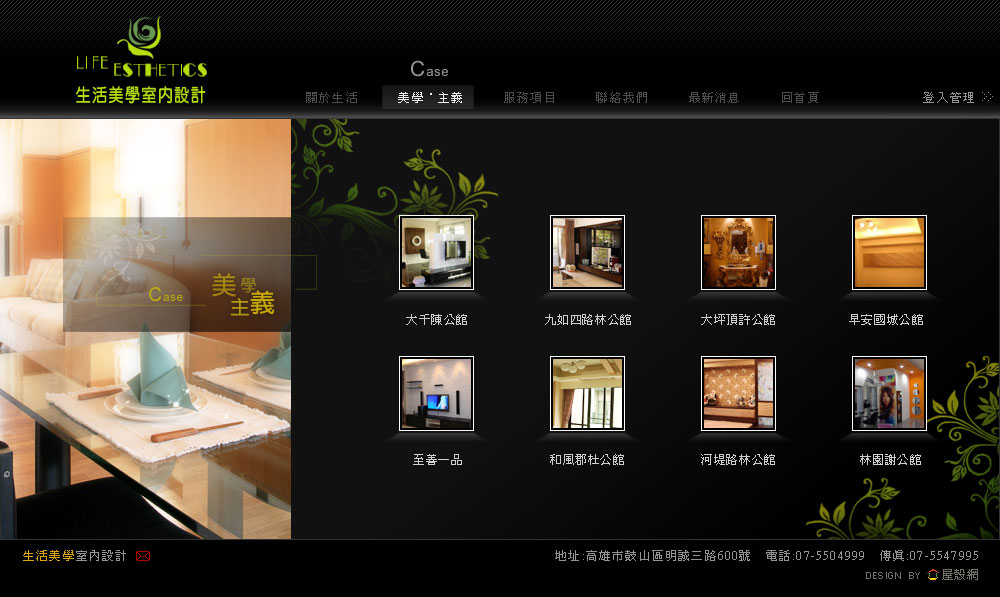 LIFE
ESTHETICS
生活美學室內設計
Case
關於生活 美學‧主義 服務項目 聯絡我們 最新消息 回首頁 登入管理
Case 美學
主義
大千陳公館 九如四路林公館 大坪頂許公館 早安國城公館
至善一品 和風郡杜公館 河堤路林公館 林園謝公館
生活美學室內設計 地址:高雄市鼓山區明誠三路600號 電話:07-5504999 傳真:07-5547995
DESIGN BY 屋殼網